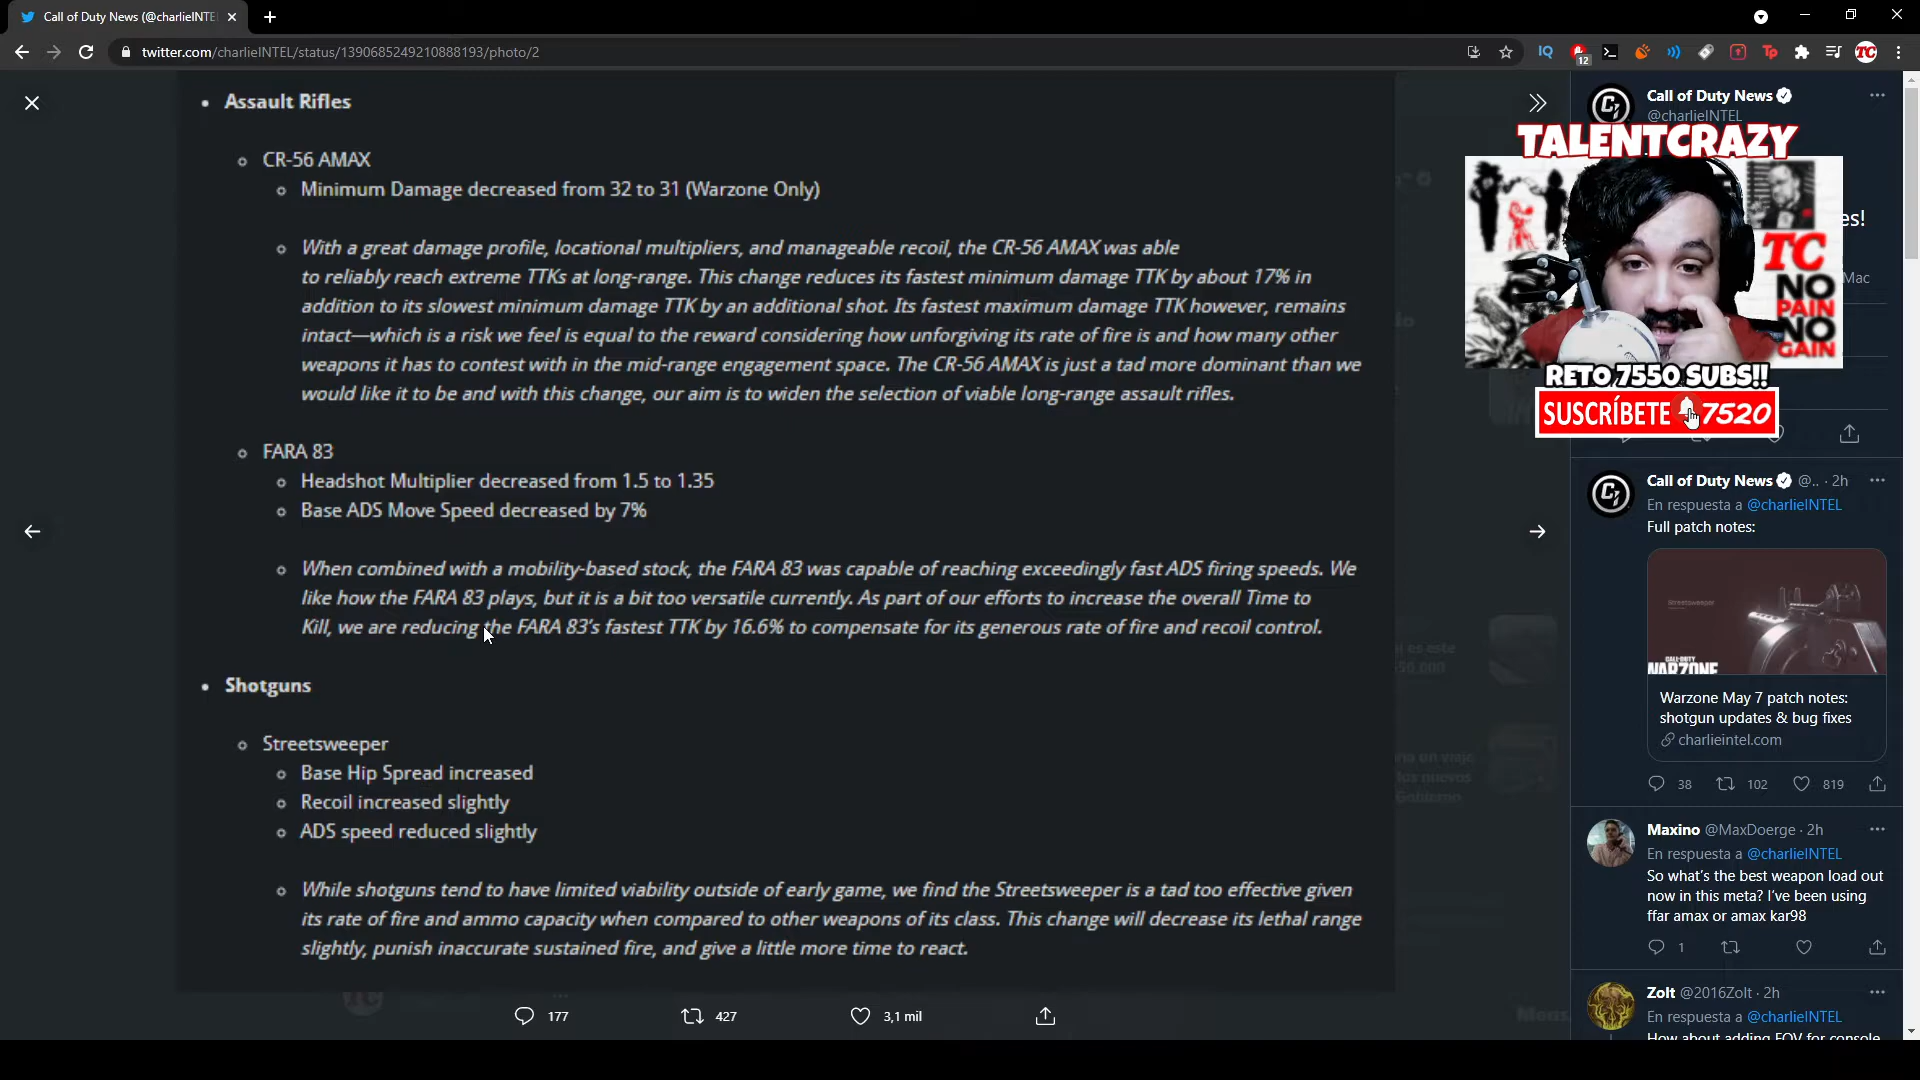 Call of Duty News (@charlieINTE
twitter.com/charlieINTEL/status/1390685249210888193/photo/2
12
TC
• Assault Rifles
CR-56 AMAX
Minimum Damage decreased from 32 to 31 (Warzone Only)
With a great damage profile, locational multipliers, and manageable recoil, the CR-56 AMAX was able
to reliably reach extreme TTKs at long-range. This change reduces its fastest minimum damage TTK by about 17% in
addition to its slowest minimum damage TTK by an additional shot. Its fastest maximum damage TTK however, remains
intact—which is a risk we feel is equal to the reward considering how unforgiving its rate of fire is and how many other
weapons it has to contest with in the mid-range engagement space. The CR-56 AMAX is just a tad more dominant than we
would like it to be and with this change, our aim is to widen the selection of viable long-range assault rifles.
FARA 83
Headshot Multiplier decreased from 1.5 to 1.35
Base ADS Move Speed decreased by 7%
When combined with a mobility-based stock, the FARA 83 was capable of reaching exceedingly fast ADS firing speeds. We
like how the FARA 83 plays, but it is a bit too versatile currently. As part of our efforts to increase the overall Time to
Kill, we are reducing the FARA 83's fastest TTK by 16.6% to compensate for its generous rate of fire and recoil control.
• Shotguns
Streetsweeper
Base Hip Spread increased
Recoil increased slightly
ADS speed reduced slightly
While shotguns tend to have limited viability outside of early game, we find the Streetsweeper is a tad too effective given
its rate of fire and ammo capacity when compared to other weapons of its class. This change will decrease its lethal range
slightly, punish inaccurate sustained fire, and give a little more time to react.
177 427 3,1 mil
Call of Duty News
@charlieINTEL
TALENTCRAZY
es!
TC
NO
PAIN
NO
GAIN
Mac
RETO 7550 SUBS!!
SUSCRÍBETE 7520
Call of Duty News @.. · 2h
En respuesta a @charlieINTEL
Full patch notes:
Streetsweeper
CALL·DUTY
WARZONE
Warzone May 7 patch notes:
shotgun updates & bug fixes
charlieintel.com
38 102 819
Maxino @MaxDoerge · 2h
En respuesta a @charlieINTEL
So what's the best weapon load out
now in this meta? I've been using
ffar amax or amax kar98
1
Zolt @2016Zolt · 2h
En respuesta a @charlieINTEL
How about adding FOV for console